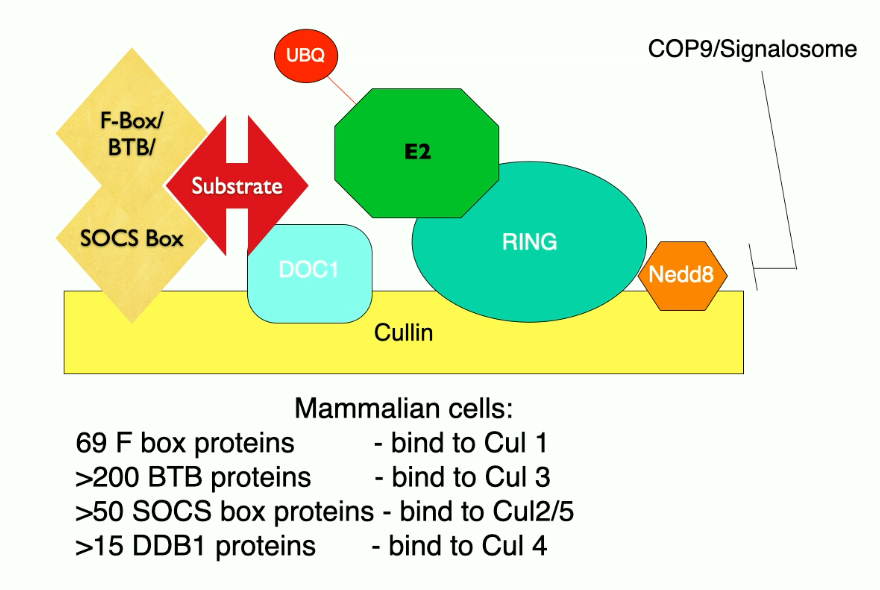 UBQ
COP9/Signalosome
F-Box/
BTB/
E2
Substrate
SOCS Box
RING
DOC1
Nedd8
Cullin
Mammalian cells:
69 F box proteins - bind to Cul 1
>200 BTB proteins - bind to Cul 3
>50 SOCS box proteins - bind to Cul2/5
>15 DDB1 proteins - bind to Cul 4